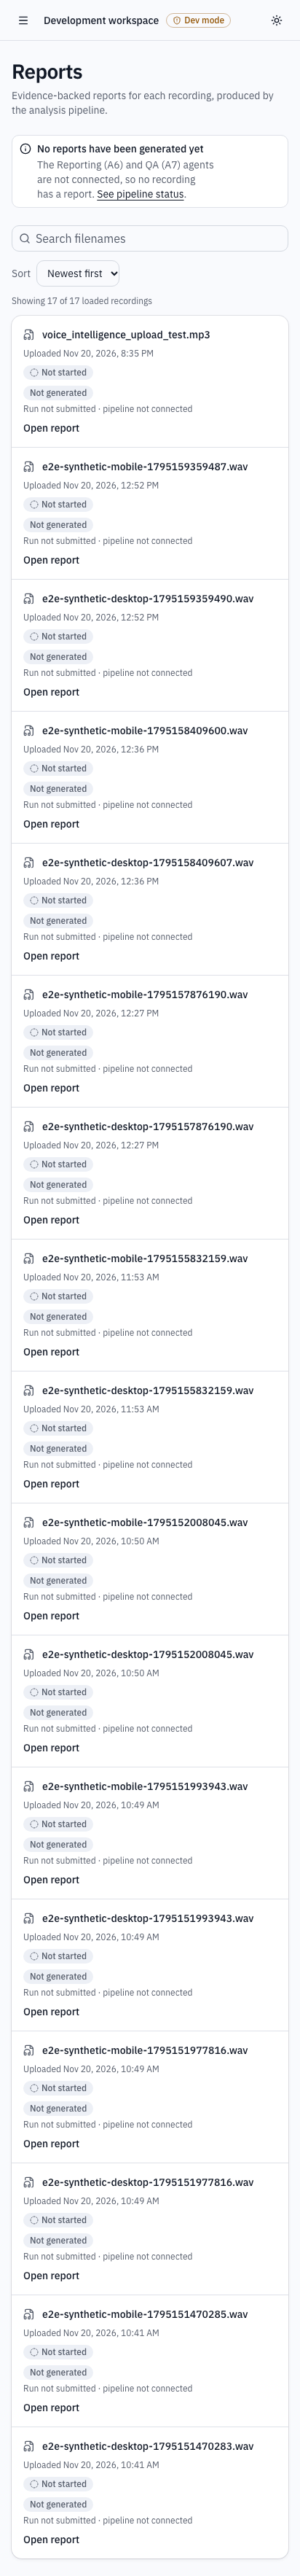 Development workspace
Dev mode
Reports
Evidence-backed reports for each recording, produced by
the analysis pipeline.
No reports have been generated yet
The Reporting (A6) and QA (A7) agents
are not connected, so no recording
has a report. See pipeline status.
Search filenames
Sort
Newest first
Showing 17 of 17 loaded recordings
voice_intelligence_upload_test.mp3
Uploaded Nov 20, 2026, 8:35 PM
Not started
Not generated
Run not submitted · pipeline not connected
Open report
e2e-synthetic-mobile-1795159359487.wav
Uploaded Nov 20, 2026, 12:52 PM
Not started
Not generated
Run not submitted · pipeline not connected
Open report
e2e-synthetic-desktop-1795159359490.wav
Uploaded Nov 20, 2026, 12:52 PM
Not started
Not generated
Run not submitted · pipeline not connected
Open report
e2e-synthetic-mobile-1795158409600.wav
Uploaded Nov 20, 2026, 12:36 PM
Not started
Not generated
Run not submitted · pipeline not connected
Open report
e2e-synthetic-desktop-1795158409607.wav
Uploaded Nov 20, 2026, 12:36 PM
Not started
Not generated
Run not submitted · pipeline not connected
Open report
e2e-synthetic-mobile-1795157876190.wav
Uploaded Nov 20, 2026, 12:27 PM
Not started
Not generated
Run not submitted · pipeline not connected
Open report
e2e-synthetic-desktop-1795157876190.wav
Uploaded Nov 20, 2026, 12:27 PM
Not started
Not generated
Run not submitted · pipeline not connected
Open report
e2e-synthetic-mobile-1795155832159.wav
Uploaded Nov 20, 2026, 11:53 AM
Not started
Not generated
Run not submitted · pipeline not connected
Open report
e2e-synthetic-desktop-1795155832159.wav
Uploaded Nov 20, 2026, 11:53 AM
Not started
Not generated
Run not submitted · pipeline not connected
Open report
e2e-synthetic-mobile-1795152008045.wav
Uploaded Nov 20, 2026, 10:50 AM
Not started
Not generated
Run not submitted · pipeline not connected
Open report
e2e-synthetic-desktop-1795152008045.wav
Uploaded Nov 20, 2026, 10:50 AM
Not started
Not generated
Run not submitted · pipeline not connected
Open report
e2e-synthetic-mobile-1795151993943.wav
Uploaded Nov 20, 2026, 10:49 AM
Not started
Not generated
Run not submitted · pipeline not connected
Open report
e2e-synthetic-desktop-1795151993943.wav
Uploaded Nov 20, 2026, 10:49 AM
Not started
Not generated
Run not submitted · pipeline not connected
Open report
e2e-synthetic-mobile-1795151977816.wav
Uploaded Nov 20, 2026, 10:49 AM
Not started
Not generated
Run not submitted · pipeline not connected
Open report
e2e-synthetic-desktop-1795151977816.wav
Uploaded Nov 20, 2026, 10:49 AM
Not started
Not generated
Run not submitted · pipeline not connected
Open report
e2e-synthetic-mobile-1795151470285.wav
Uploaded Nov 20, 2026, 10:41 AM
Not started
Not generated
Run not submitted · pipeline not connected
Open report
e2e-synthetic-desktop-1795151470283.wav
Uploaded Nov 20, 2026, 10:41 AM
Not started
Not generated
Run not submitted · pipeline not connected
Open report